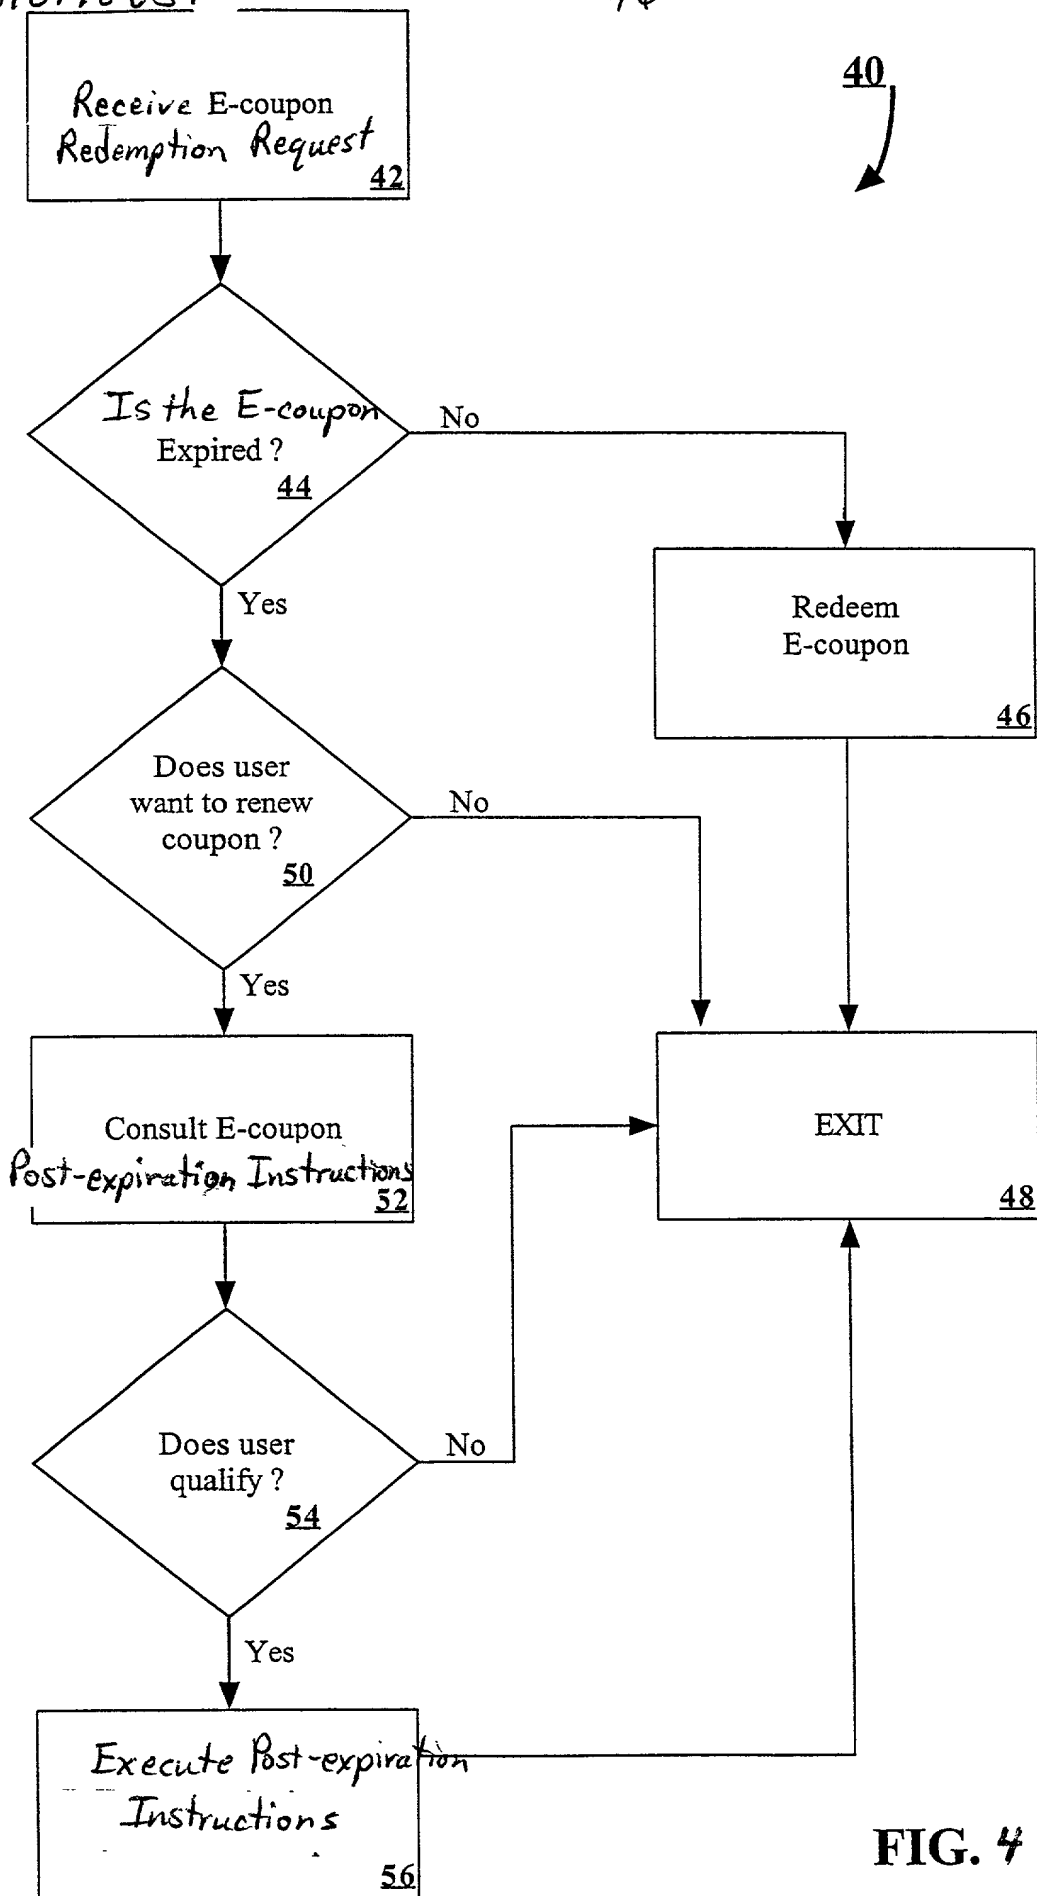 40
Receive E-coupon
Redemption Request
42
Is the E-coupon
Expired ?
44
No
Yes
Redeem
E-coupon
46
Does user
want to renew
coupon ?
50
No
Yes
Consult E-coupon
Post-expiration Instructions
52
EXIT
48
Does user
qualify ?
54
No
Yes
Execute Post-expiration
Instructions
56
FIG. 4